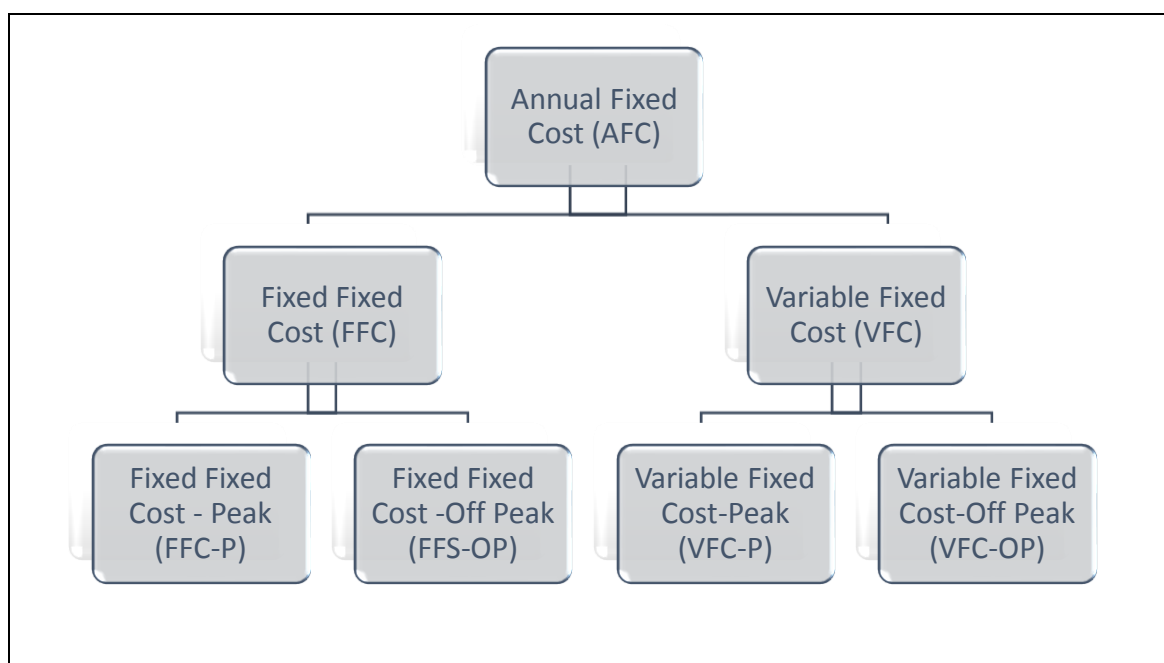 Annual Fixed
Cost (AFC)
Fixed Fixed
Cost (FFC)
Variable Fixed
Cost (VFC)
Fixed Fixed
Cost - Peak
(FFC-P)
Fixed Fixed
Cost -Off Peak
(FFS-OP)
Variable Fixed
Cost-Peak
(VFC-P)
Variable Fixed
Cost-Off Peak
(VFC-OP)